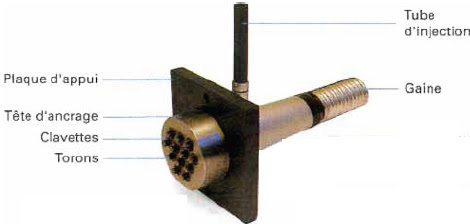 Tube
d'injection
Plaque d'appui
Gaine
Tête d'ancrage
Clavettes
Torons